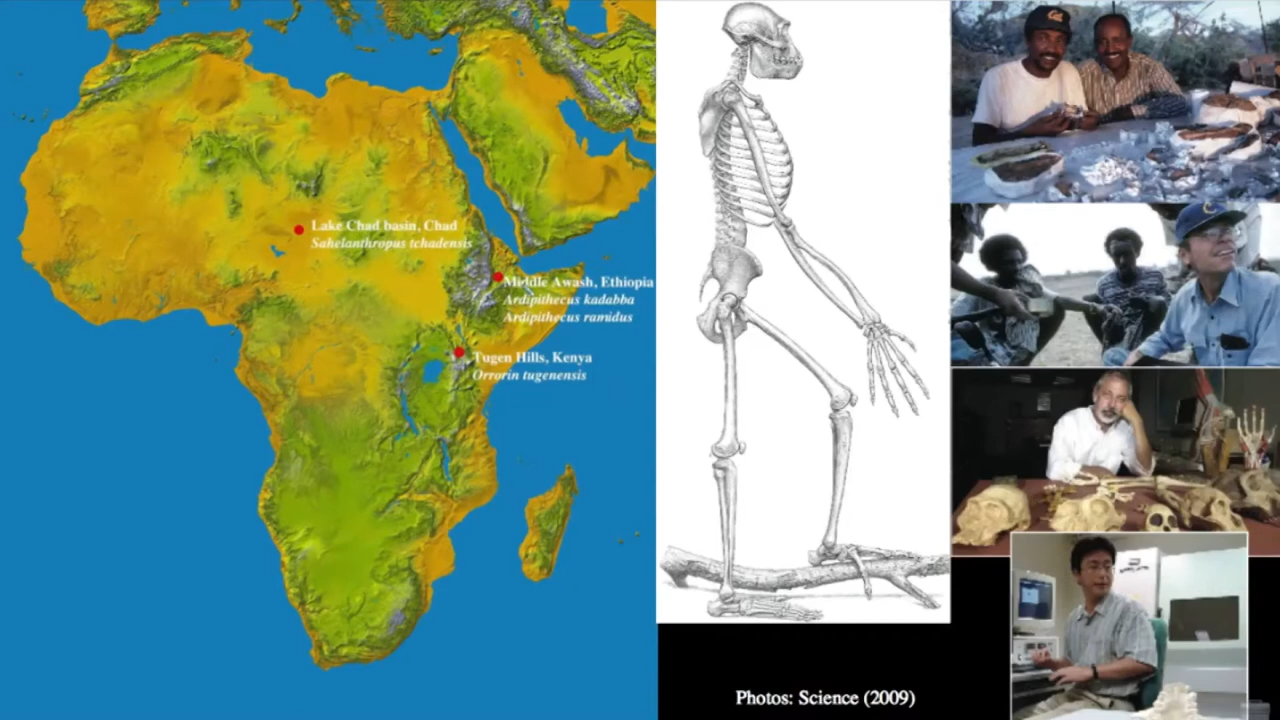 Lake Chad basin, Chad
Sahelanthropus tchadensis
Middle Awash, Ethiopia
Ardipithecus kadabba
Ardipithecus ramidus
Tugen Hills, Kenya
Orrorin tugenensis
Cal
Photos: Science (2009)